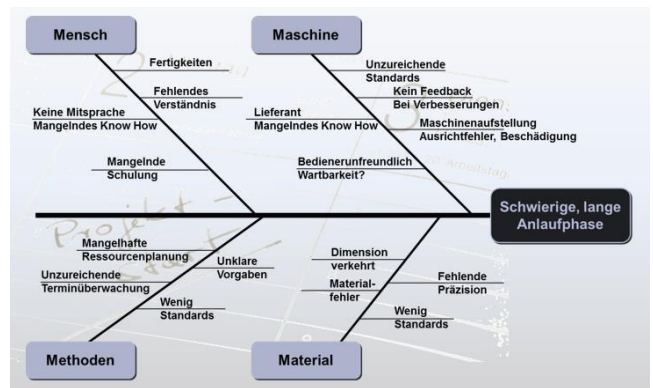 Mensch
Maschine
Fertigkeiten
Fehlendes
Verständnis
Keine Mitsprache
Mangelndes Know How
Mangelnde
Schulung
Unzureichende
Standards
Kein Feedback
Bei Verbesserungen
Lieferant
Mangelndes Know How
Maschinenaufstellung
Ausrichtfehler, Beschädigung
Bedienerunfreundlich
Wartbarkeit?
Schwierige, lange
Anlaufphase
Mangelhafte
Ressourcenplanung
Unklare
Vorgaben
Unzureichende
Terminüberwachung
Wenig
Standards
Dimension
verkehrt
Fehlende
Präzision
Material-
fehler
Wenig
Standards
Methoden
Material
Projekt -